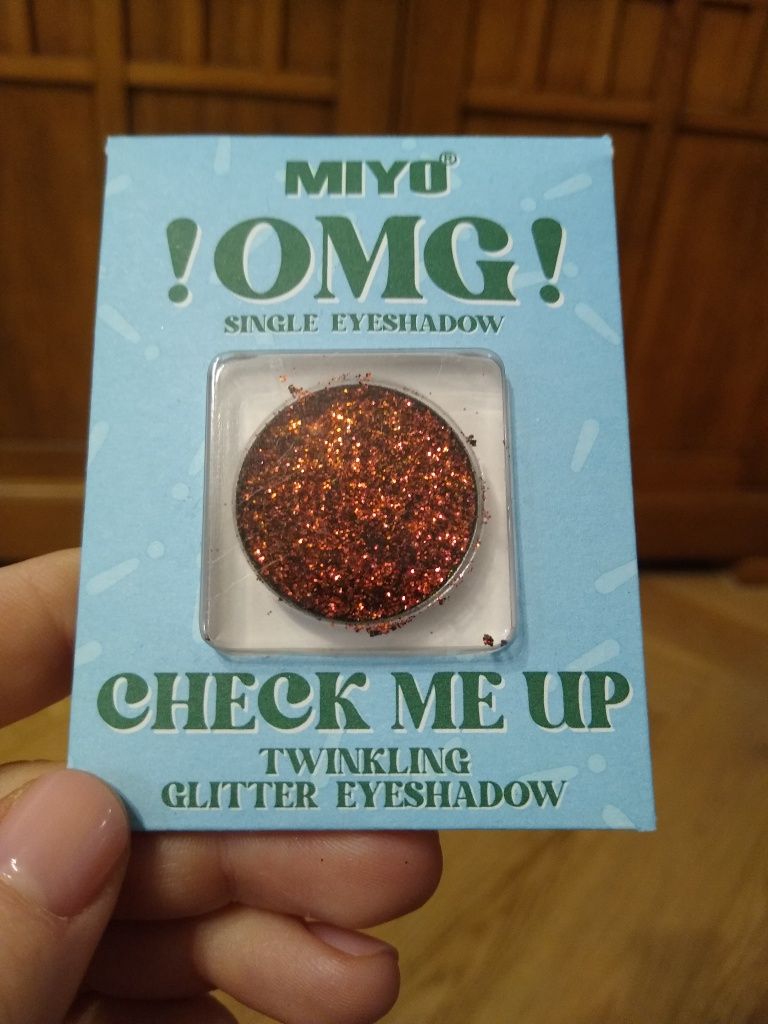 MIYO®
!OMG!
SINGLE EYESHADOW
CHECK ME UP
TWINKLING
GLITTER EYESHADOW